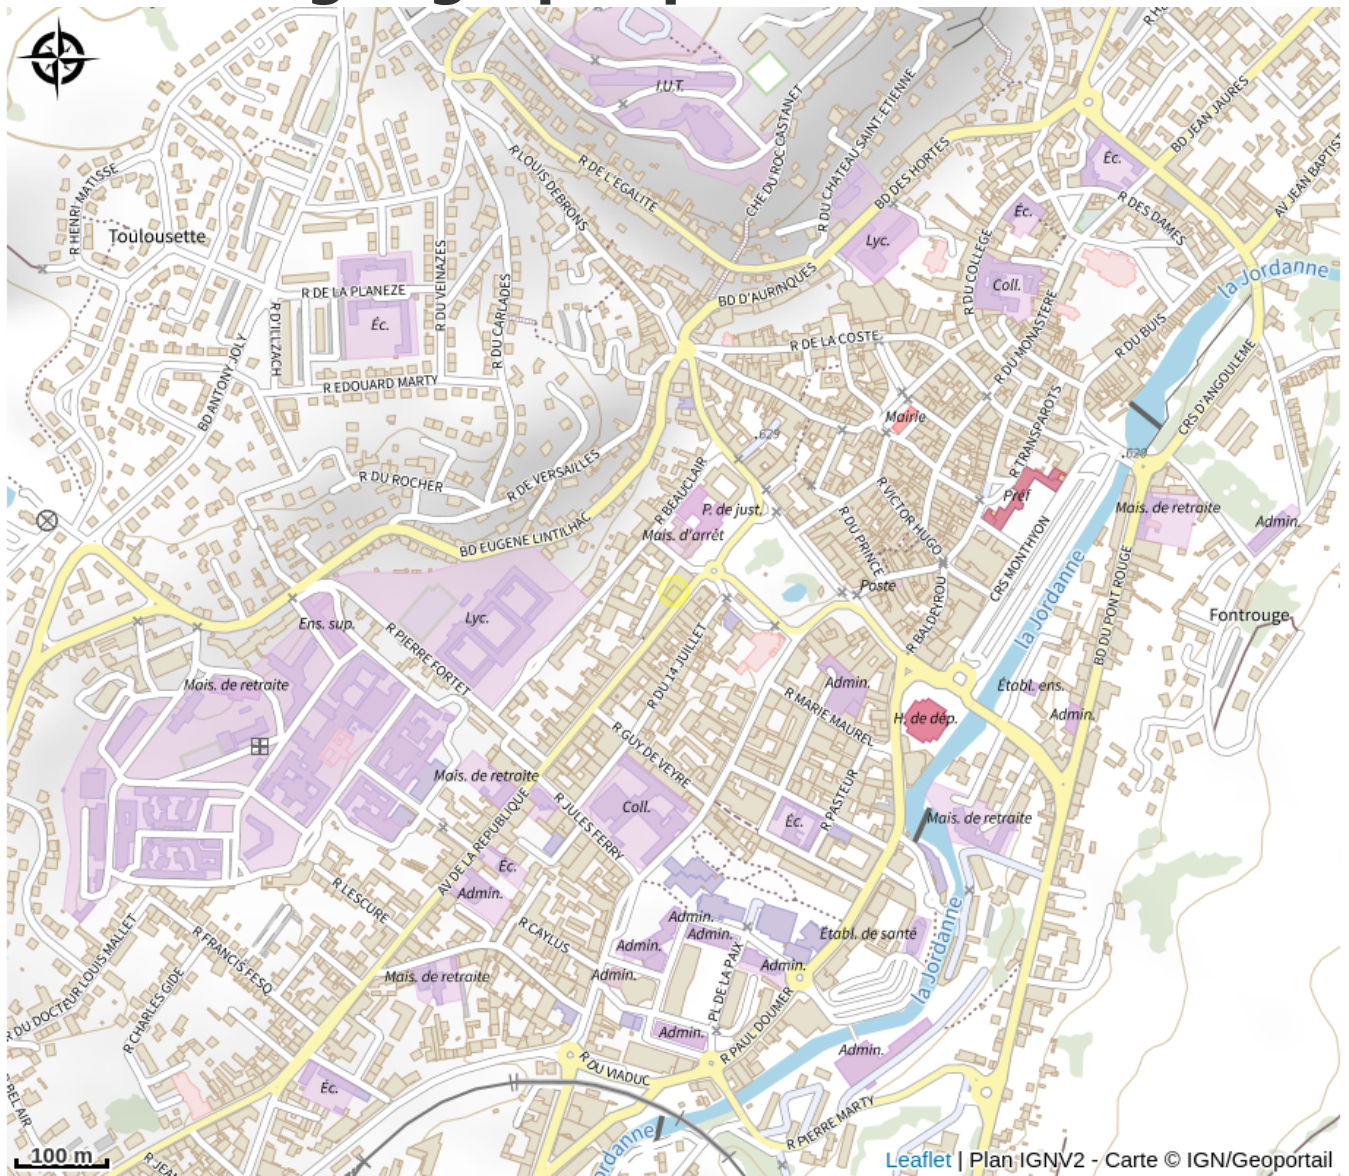 I.U.T.
R HENRI MATISSE
Toulousette
R LOUIS DEBRONS
R DE L'EGALITE
CHE DU ROC CASTANET
R DU CHATEAU SAINT-ETIENNE
BD DES HORTES
Éc.
BD JEAN JAURES
R DES DAMES
AV JEAN BAPTIST
Éc.
Lyc.
R DU COLLEGE
Coll.
la Jordanne
R DE LA PLANEZE
Éc.
R DU VEINAZES
R D'ILLZACH
R DU CARLADES
BD D'AURINQUES
R DE LA COSTE
R DU MONASTERE
R DU BUIS
CRS D'ANGOULEME
BD ANTONY JOLY
R EDOUARD MARTY
Mairie
629
R TRANSPAROTS
620
R DU ROCHER
R DE VERSAILLES
R BEAUCLAIR
P. de just.
Mais. d'arrêt
R VICTOR HUGO
R DU PRINCE
Préf
Mais. de retraite
Admin.
BD EUGENE LINTILHAC
CRS MONTHYON
la Jordanne
Poste
R BALDEYROU
BD DU PONT ROUGE
Fontrouge
Ens. sup.
Lyc.
R PIERRE FORTET
R DU 14 JUILLET
Mais. de retraite
Admin.
Établ. ens.
R MARIE MAUREL
H. de dép.
Admin.
R GUY DE VEYRE
Mais. de retraite
R JULES FERRY
Coll.
Éc.
R PASTEUR
Mais. de retraite
AV DE LA REPUBLIQUE
Éc.
Admin.
R LESCURE
R CAYLUS
Admin.
Admin.
Admin.
Établ. de santé
la Jordanne
R FRANCIS FESQ
R DU DOCTEUR LOUIS MALLET
R CHARLES GIDE
Mais. de retraite
Admin.
Admin.
PL DE LA PAIX
Admin.
R PAUL DOUMER
Admin.
R DU VIADUC
Éc.
R PIERRE MARTY
BEL AIR
R JEAN
ordanne
100 m
Leaflet | Plan IGNV2 - Carte © IGN/Geoportail